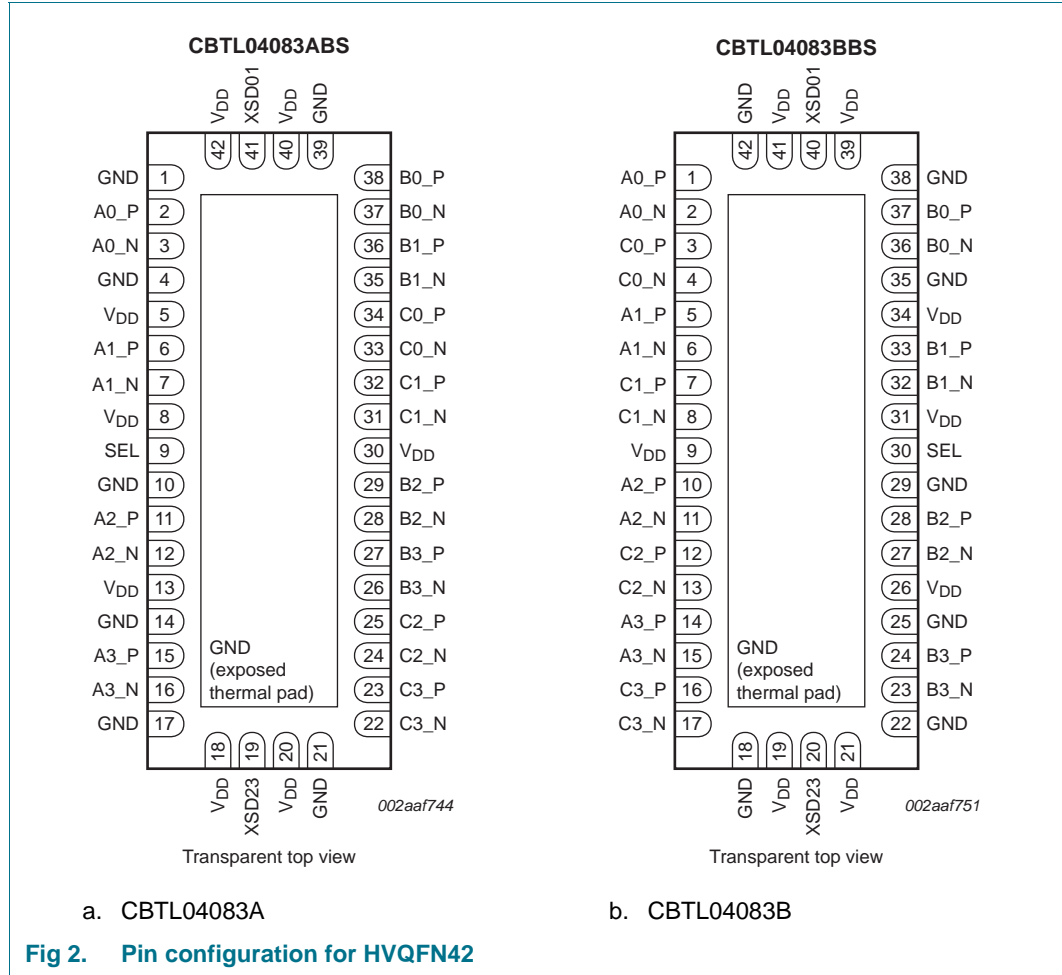 CBTL04083ABS
VDD XSD01 VDD GND
42 41 40 39
GND 1 38 B0_P
A0_P 2 37 B0_N
A0_N 3 36 B1_P
GND 4 35 B1_N
VDD 5 34 C0_P
A1_P 6 33 C0_N
A1_N 7 32 C1_P
VDD 8 31 C1_N
SEL 9 30 VDD
GND 10 29 B2_P
A2_P 11 28 B2_N
A2_N 12 27 B3_P
VDD 13 26 B3_N
GND 14 25 C2_P
A3_P 15 24 C2_N
A3_N 16 23 C3_P
GND 17 22 C3_N
GND
(exposed
thermal pad)
18 19 20 21
VDD XSD23 VDD GND
002aaf744
Transparent top view
a. CBTL04083A
CBTL04083BBS
GND VDD XSD01 VDD
42 41 40 39
A0_P 1 38 GND
A0_N 2 37 B0_P
C0_P 3 36 B0_N
C0_N 4 35 GND
A1_P 5 34 VDD
A1_N 6 33 B1_P
C1_P 7 32 B1_N
C1_N 8 31 VDD
VDD 9 30 SEL
A2_P 10 29 GND
A2_N 11 28 B2_P
C2_P 12 27 B2_N
C2_N 13 26 VDD
A3_P 14 25 GND
A3_N 15 24 B3_P
C3_P 16 23 B3_N
C3_N 17 22 GND
GND
(exposed
thermal pad)
18 19 20 21
GND VDD XSD23 VDD
002aaf751
Transparent top view
b. CBTL04083B
Fig 2. Pin configuration for HVQFN42